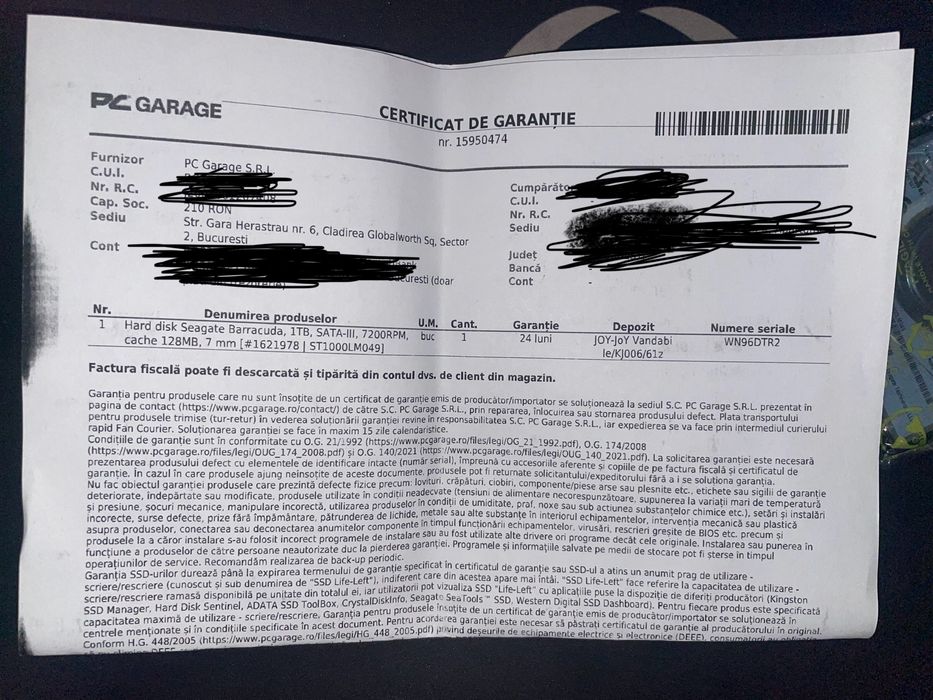 PC GARAGE
CERTIFICAT DE GARANȚIE
nr. 15950474
Furnizor PC Garage S.R.L.
C.U.I.
Nr. R.C.
Cap. Soc. 210 RON
Sediu Str. Gara Herastrau nr. 6, Cladirea Globalworth Sq, Sector
2, Bucuresti
Cont
(doar
Cumpărător
C.U.I.
Nr. R.C.
Sediu
Județ
Bancă
Cont
Nr. Denumirea produselor U.M. Cant. Garanție Depozit Numere seriale
1 Hard disk Seagate Barracuda, 1TB, SATA-III, 7200RPM, buc 1 24 luni JOY-JoY Vandabi WN96DTR2
cache 128MB, 7 mm [#1621978 | ST1000LM049] le/KJ006/61z
Factura fiscală poate fi descarcată și tipărită din contul dvs. de client din magazin.
Garanția pentru produsele care nu sunt însoțite de un certificat de garanție emis de producător/importator se soluționează la sediul S.C. PC Garage S.R.L. prezentat în
pagina de contact (https://www.pcgarage.ro/contact/) de către S.C. PC Garage S.R.L., prin repararea, înlocuirea sau stornarea produsului defect. Plata transportului
pentru produsele trimise (tur-retur) în vederea soluționării garanției revine în responsabilitatea S.C. PC Garage S.R.L, iar expedierea se va face prin intermediul curierului
rapid Fan Courier. Soluționarea garanției se face în maxim 15 zile calendaristice.
Condițiile de garanție sunt în conformitate cu O.G. 21/1992 (https://www.pcgarage.ro/files/legi/OG_21_1992.pdf), O.G. 174/2008
(https://www.pcgarage.ro/files/legi/OUG_174_2008.pdf) și O.G. 140/2021 (https://www.pcgarage.ro/files/legi/OUG_140_2021.pdf). La solicitarea garanției este necesară
prezentarea produsului defect cu elementele de identificare intacte (număr serial), împreună cu accesoriile aferente și copiile de pe factura fiscală și certificatul de
garanție. În cazul în care produsele ajung neînsoțite de aceste documente, produsele pot fi returnate solicitantului/expeditorului fără a i se soluționa garanția.
Nu fac obiectul garanției produsele care prezintă defecte fizice precum: lovituri, crăpături, ciobiri, componente/piese arse sau plesnite etc., etichete sau sigilii de garanție
deteriorate, îndepărtate sau modificate, produsele utilizate în condiții neadecvate (tensiuni de alimentare necorespunzătoare, supunerea la variații mari de temperatură
și presiune, șocuri mecanice, manipulare incorectă, utilizarea produselor în condiții de umiditate, praf, noxe sau sub actiunea substanțelor chimice etc.), setări și instalări
incorecte, surse defecte, prize fără împământare, pătrunderea de lichide, metale sau alte substanțe în interiorul echipamentelor, intervenția mecanică sau plastică
asupra produselor, conectarea sau deconectarea anumitelor componente în timpul funcționării echipamentelor, virusări, rescrieri greșite de BIOS etc. precum și
produsele la a căror instalare s-au folosit incorect programele de instalare sau au fost utilizate alte drivere ori programe decât cele originale. Instalarea sau punerea în
funcțiune a produselor de către persoane neautorizate duc la pierderea garanției. Programele și informațiile salvate pe medii de stocare pot fi șterse în timpul
operațiunilor de service. Recomandăm realizarea de back-up periodic.
Garanția SSD-urilor durează până la expirarea termenului de garanție specificat în certificatul de garanție sau SSD-ul a atins un anumit prag de utilizare -
scriere/rescriere (cunoscut și sub denumirea de "SSD Life-Left"), indiferent care din acestea apare mai întâi. "SSD Life-Left" face referire la capacitatea de utilizare -
scriere/rescriere ramasă disponibilă pe unitate din totalul ei, iar utilizatorii pot vizualiza SSD "Life-Left" cu aplicațiile puse la dispoziție de diferiți producători (Kingston
SSD Manager, Hard Disk Sentinel, ADATA SSD ToolBox, CrystalDiskInfo, Seagate SeaTools™ SSD, Western Digital SSD Dashboard). Pentru fiecare produs este specificată
capacitatea maximă de utilizare - scriere/rescriere. Garanția pentru produsele însoțite de un certificat de garanție emis de producător/importator se soluționează în
centrele menționate și în condițiile specificate în acest document. Pentru acordarea garanției este necesar să păstrați certificatul de garanție al producătorului în original.
Conform H.G. 448/2005 (https://www.pcgarage.ro/files/legi/HG_448_2005.pdf) privind deșeurile de echipamente electrice și electronice (DEEE), consumatorii au obligația